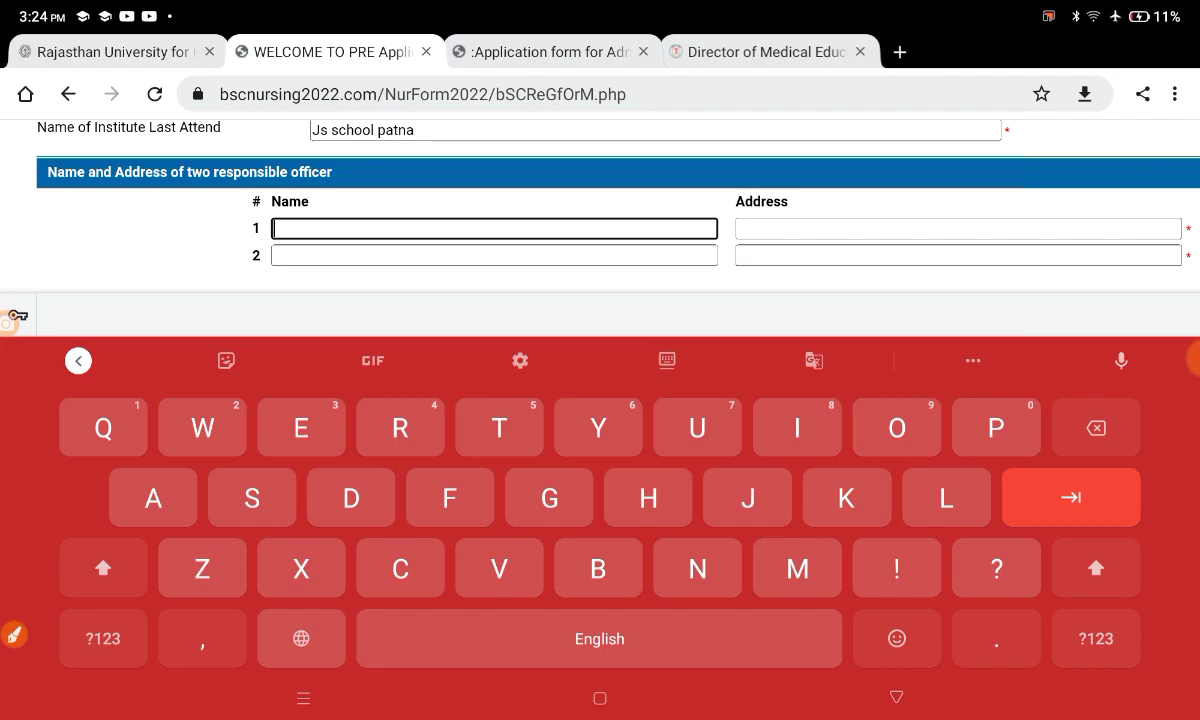 3:24 PM 11%
Rajasthan University for WELCOME TO PRE Appli :Application form for Adm Director of Medical Educ
bscnursing2022.com/NurForm2022/bSCReGfOrM.php
Name of Institute Last Attend Js school patna *
Name and Address of two responsible officer
# Name Address
1 *
2 *
GIF
Q 1 W 2 E 3 R 4 T 5 Y 6 U 7 I 8 O 9 P 0
A S D F G H J K L
Z X C V B N M ! ?
?123 , English . ?123